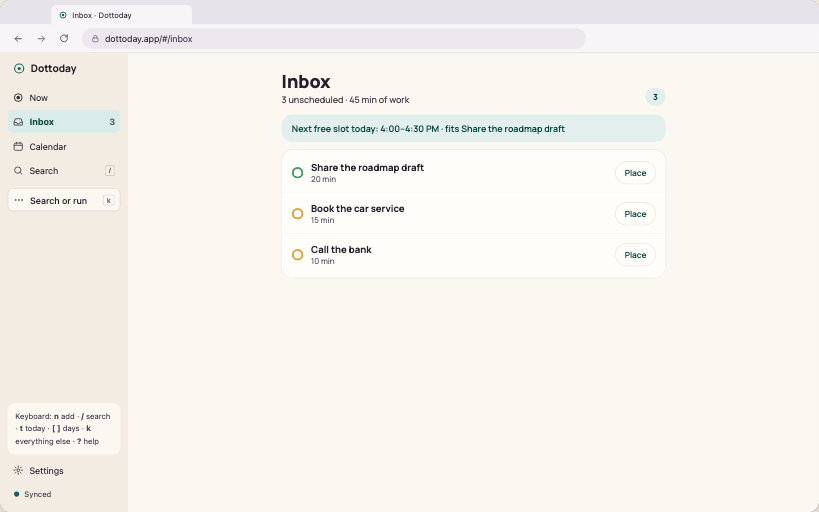 Inbox · Dottoday
dottoday.app/#/inbox
Dottoday
Now
Inbox 3
Calendar
Search /
Search or run k
Keyboard: n add · / search
· t today · [ ] days · k
everything else · ? help
Settings
Synced
Inbox
3 unscheduled · 45 min of work
3
Next free slot today: 4:00–4:30 PM · fits Share the roadmap draft
Share the roadmap draft
20 min
Place
Book the car service
15 min
Place
Call the bank
10 min
Place